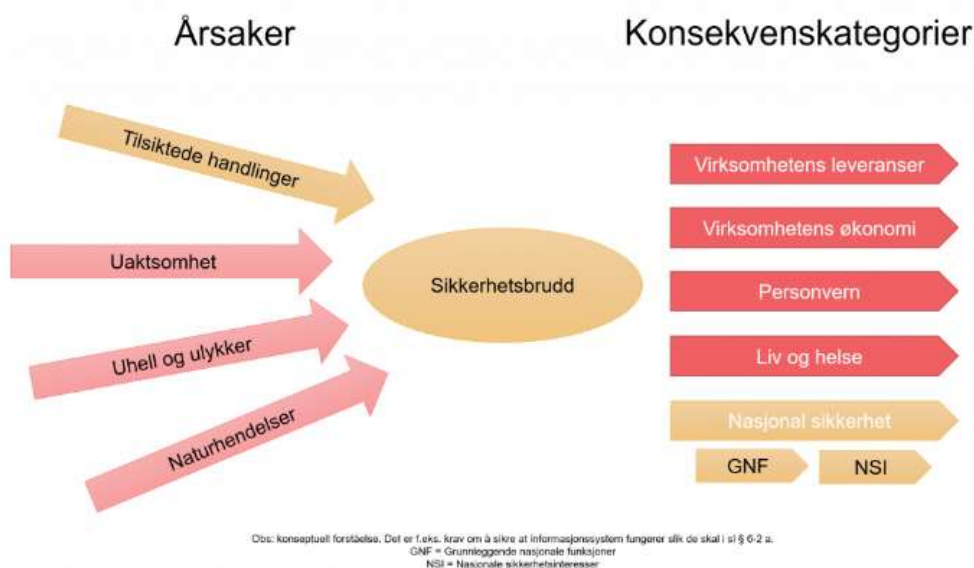 Årsaker
Konsekvenskategorier
Tilsiktede handlinger
Uaktsomhet
Uhell og ulykker
Naturhendelser
Sikkerhetsbrudd
Virksomhetens leveranser
Virksomhetens økonomi
Personvern
Liv og helse
Nasjonal sikkerhet
GNF
NSI
Obs: konseptuell forståelse. Det er f.eks. krav om å sikre at informasjonssystem fungerer slik de skal i sl § 6-2 a.
GNF = Grunnleggende nasjonale funksjoner
NSI = Nasjonale sikkerhetsinteresser